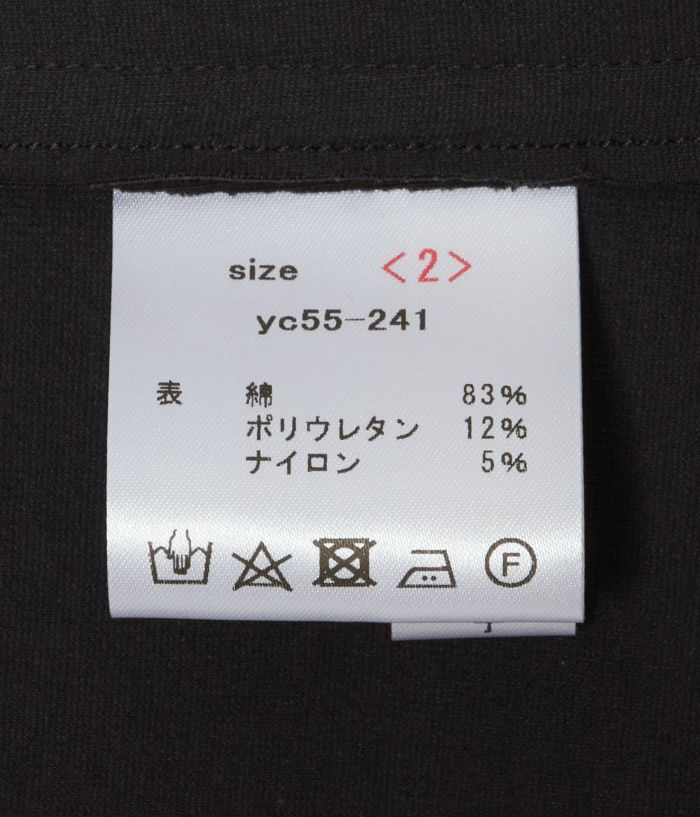 size <2>
yc55-241
表 綿 83%
ポリウレタン 12%
ナイロン 5%
F